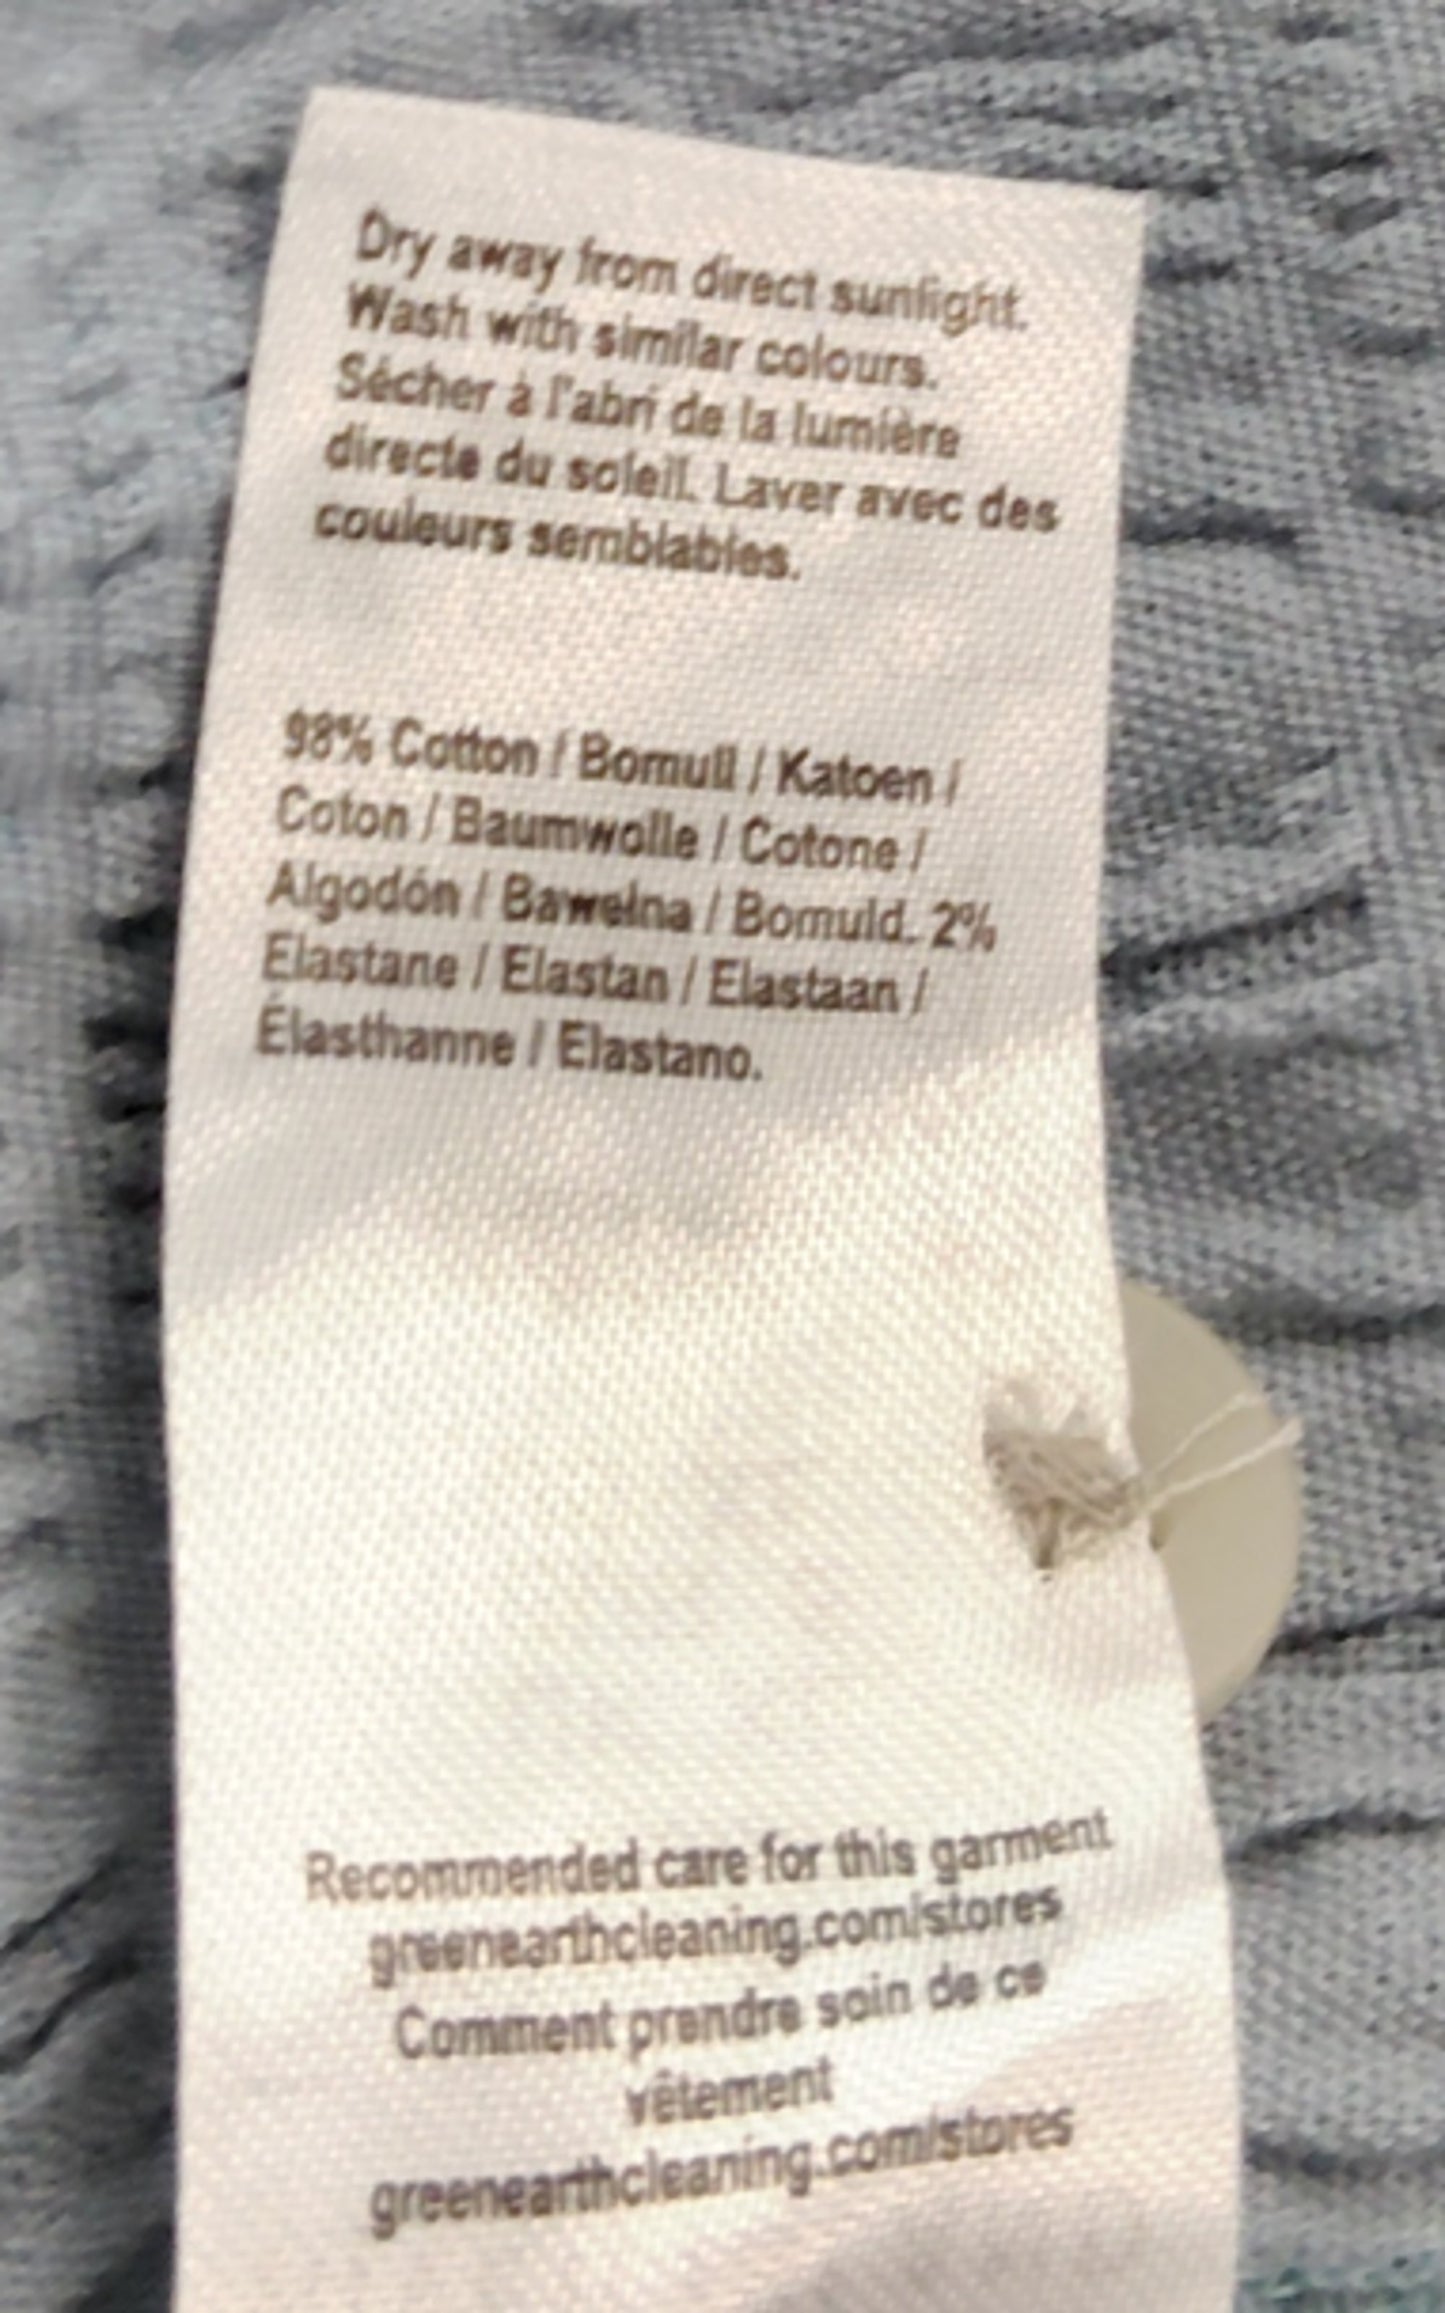 Dry away from direct sunlight.
Wash with similar colours.
Sécher à l'abri de la lumière
directe du soleil. Laver avec des
couleurs semblables.
98% Cotton / Bomull / Katoen /
Coton / Baumwolle / Cotone /
Algodón / Bawełna / Bomuld. 2%
Elastane / Elastan / Elastaan /
Élasthanne / Elastano.
Recommended care for this garment
greenearthcleaning.com/stores
Comment prendre soin de ce
vêtement
greenearthcleaning.com/stores